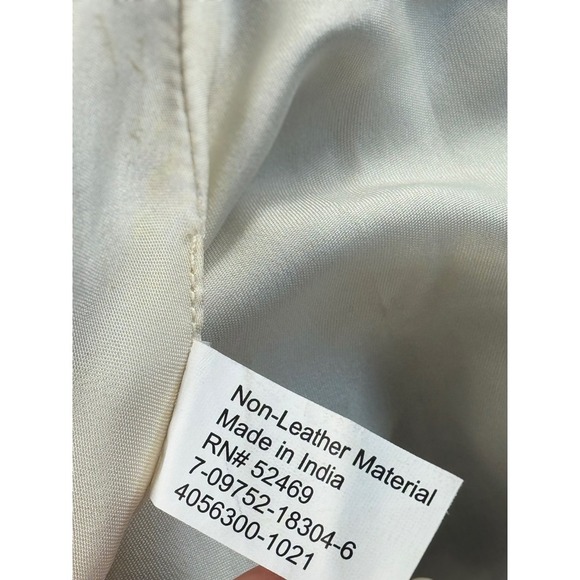 Non-Leather Material
Made in India
RN# 52469
7-09752-18304-6
4056300-1021